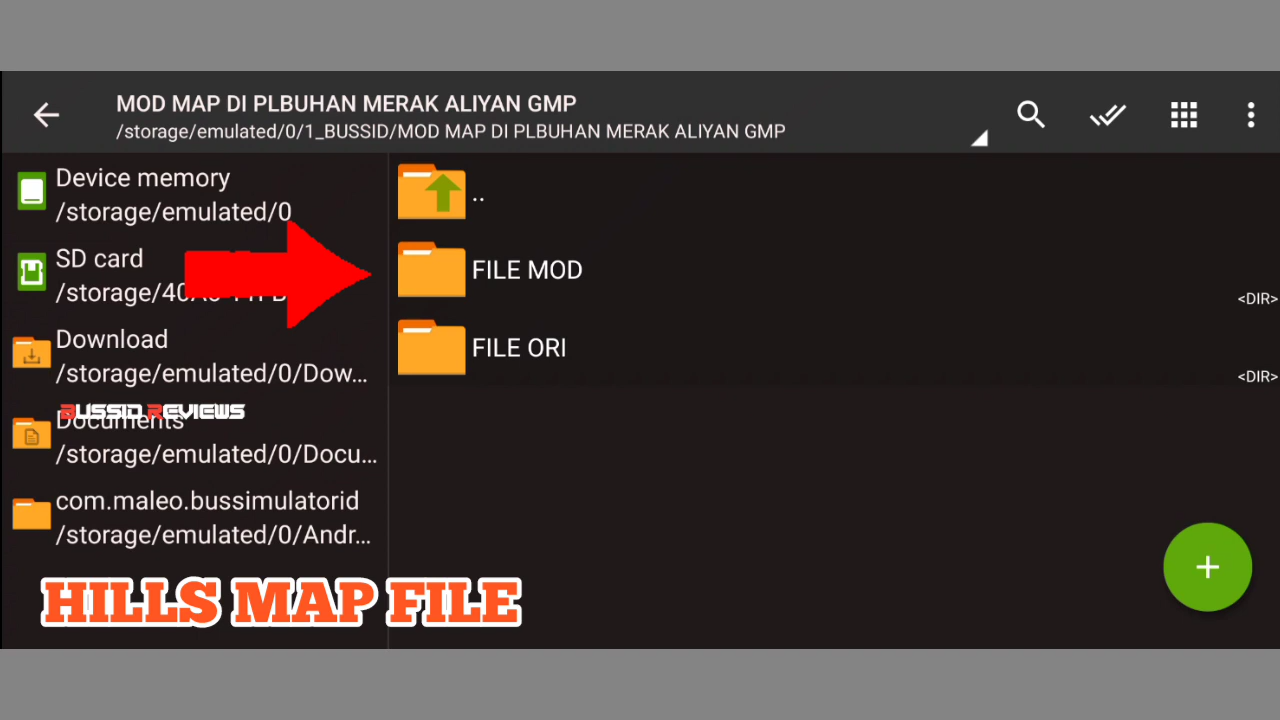 MOD MAP DI PLBUHAN MERAK ALIYAN GMP
/storage/emulated/0/1_BUSSID/MOD MAP DI PLBUHAN MERAK ALIYAN GMP
Device memory
/storage/emulated/0
SD card
Download
/storage/emulated/0/Dow...
BUSSID REVIEWS
Documents
/storage/emulated/0/Docu...
com.maleo.bussimulatorid
/storage/emulated/0/Andr...
..
FILE MOD
<DIR>
FILE ORI
<DIR>
HILLS MAP FILE